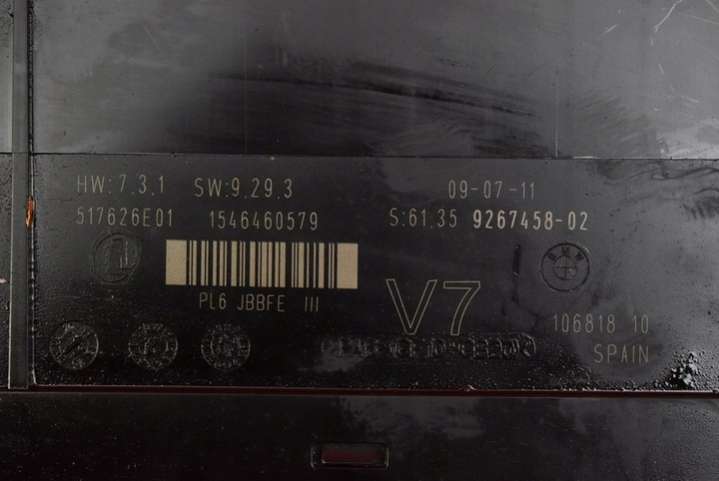 HW:7.3.1 SW:9.29.3 09-07-11
517626E01 1546460579 S:61.35 9267458-02
BMW
PL6 JBBFE III
V7
106818 10
SPAIN